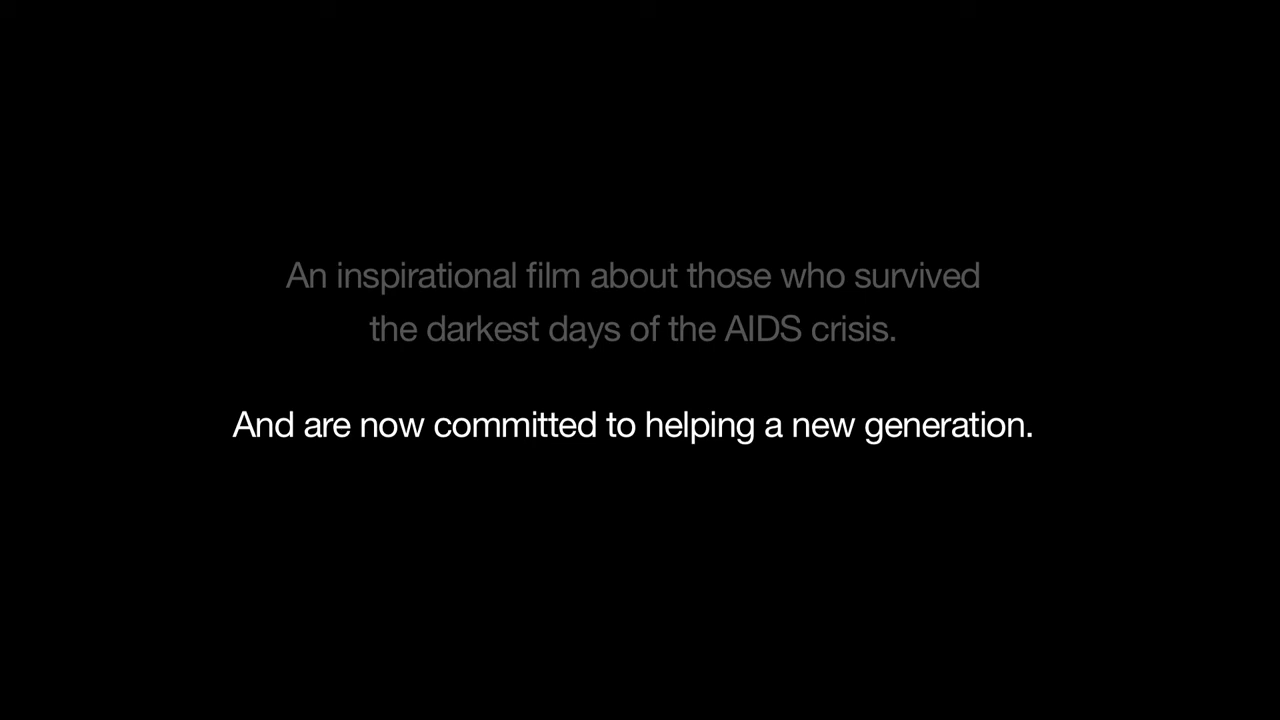 An inspirational film about those who survived
the darkest days of the AIDS crisis.
And are now committed to helping a new generation.